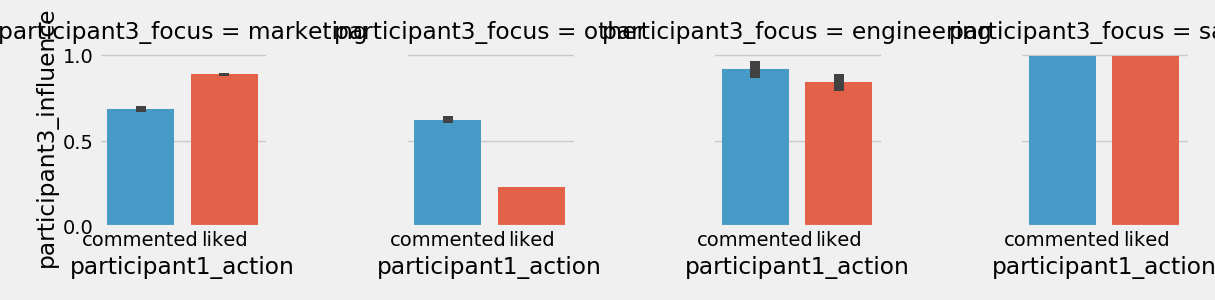 participant3_focus = marketing
participant3_focus = other
participant3_focus = engineering
participant3_focus = sa
participant3_influence
1.0
0.5
0.0
commented liked
commented liked
commented liked
commented liked
participant1_action
participant1_action
participant1_action
participant1_action